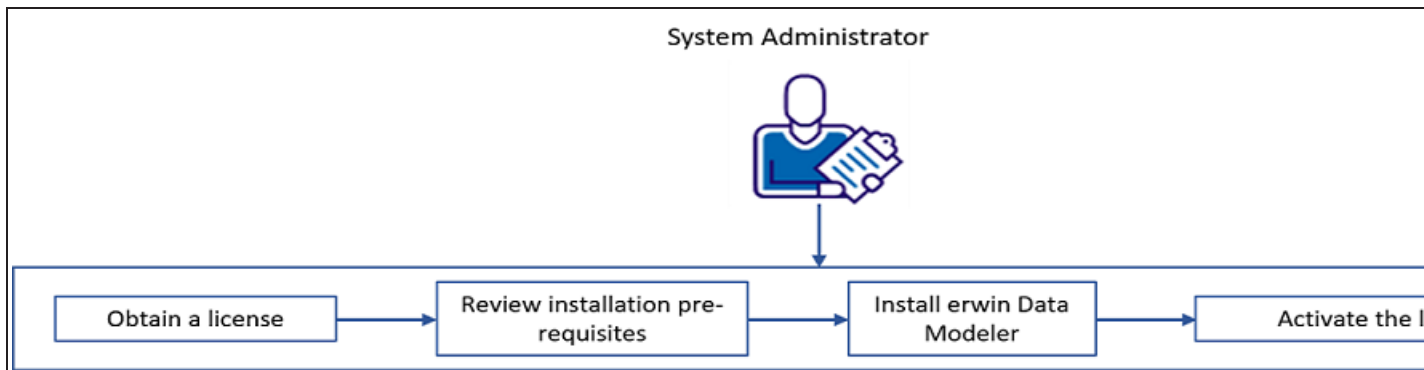 System Administrator
Obtain a license
Review installation pre-
requisites
Install erwin Data
Modeler
Activate the